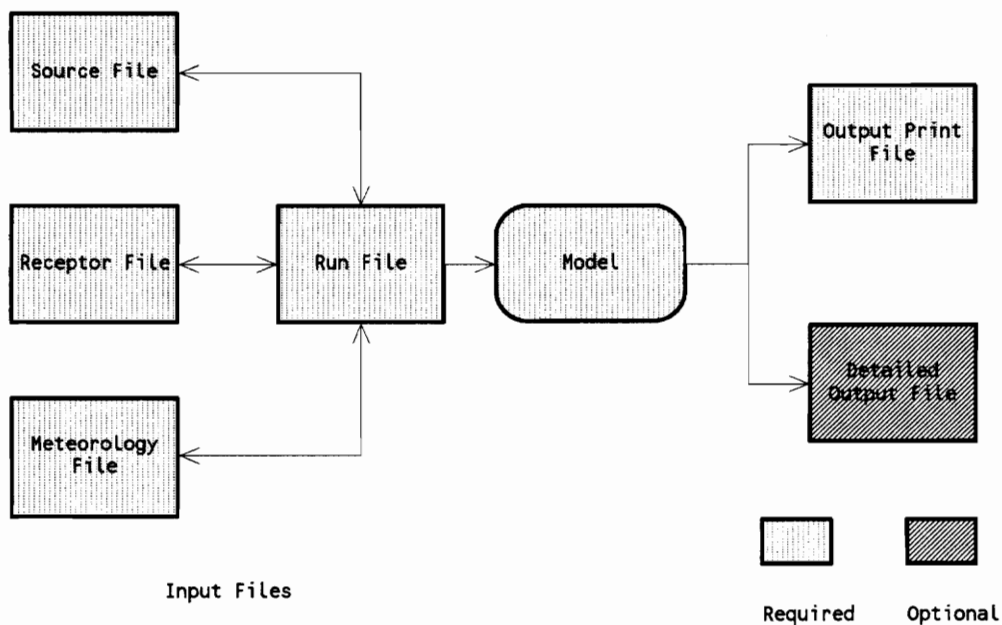 Source File
Output Print
File
Receptor File
Run File
Model
Detailed
Output File
Meteorology
File
Input Files
Required
Optional